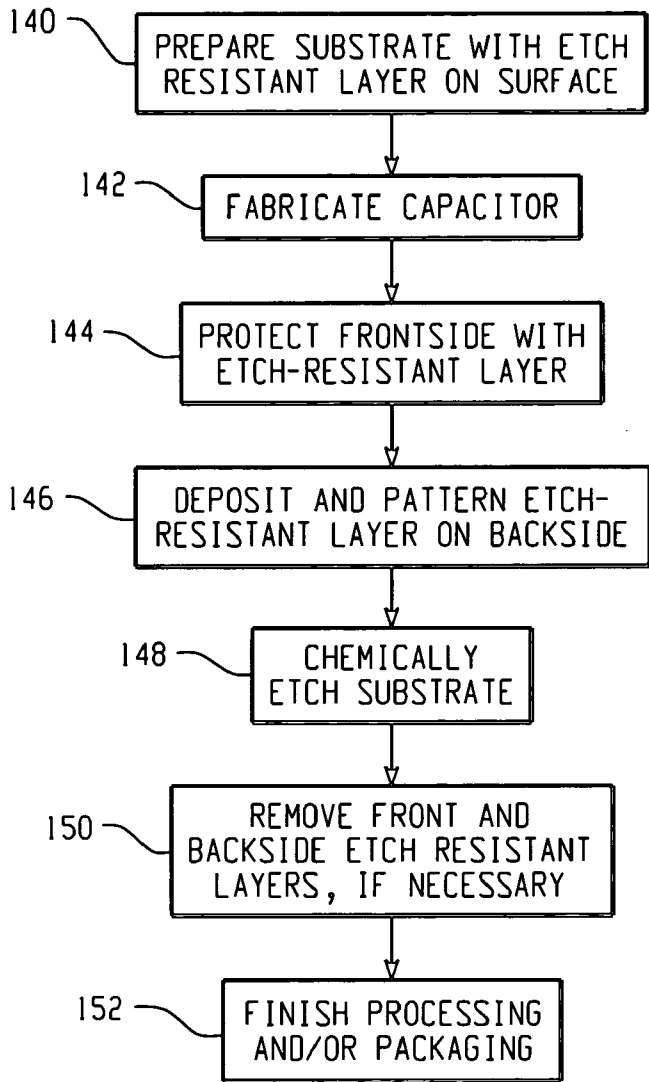 140
PREPARE SUBSTRATE WITH ETCH
RESISTANT LAYER ON SURFACE
142
FABRICATE CAPACITOR
144
PROTECT FRONTSIDE WITH
ETCH-RESISTANT LAYER
146
DEPOSIT AND PATTERN ETCH-
RESISTANT LAYER ON BACKSIDE
148
CHEMICALLY
ETCH SUBSTRATE
150
REMOVE FRONT AND
BACKSIDE ETCH RESISTANT
LAYERS, IF NECESSARY
152
FINISH PROCESSING
AND/OR PACKAGING